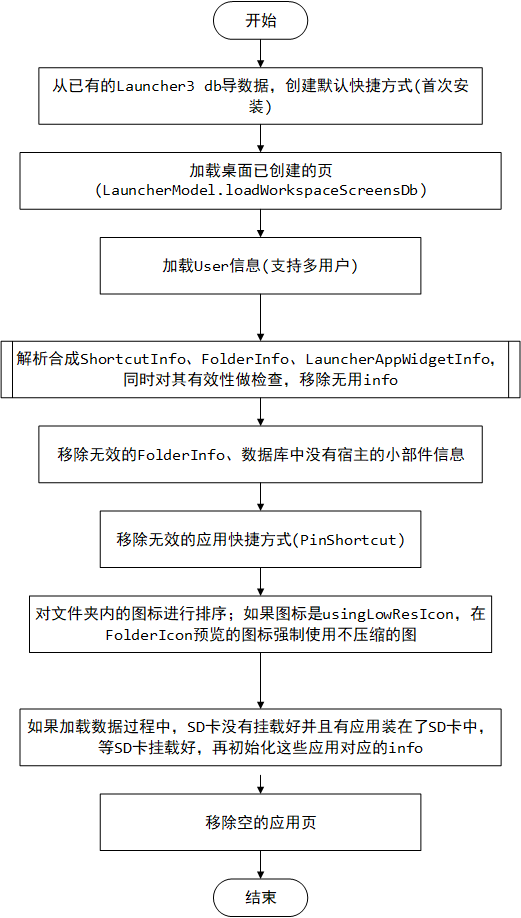 开始
从已有的Launcher3 db导数据，创建默认快捷方式(首次安
装)
加载桌面已创建的页
(LauncherModel.loadWorkspaceScreensDb)
加载User信息(支持多用户)
解析合成ShortcutInfo、FolderInfo、LauncherAppWidgetInfo，
同时对其有效性做检查，移除无用info
移除无效的FolderInfo、数据库中没有宿主的小部件信息
移除无效的应用快捷方式(PinShortcut)
对文件夹内的图标进行排序；如果图标是usingLowResIcon，在
FolderIcon预览的图标强制使用不压缩的图
如果加载数据过程中，SD卡没有挂载好并且有应用装在了SD卡中，
等SD卡挂载好，再初始化这些应用对应的info
移除空的应用页
结束